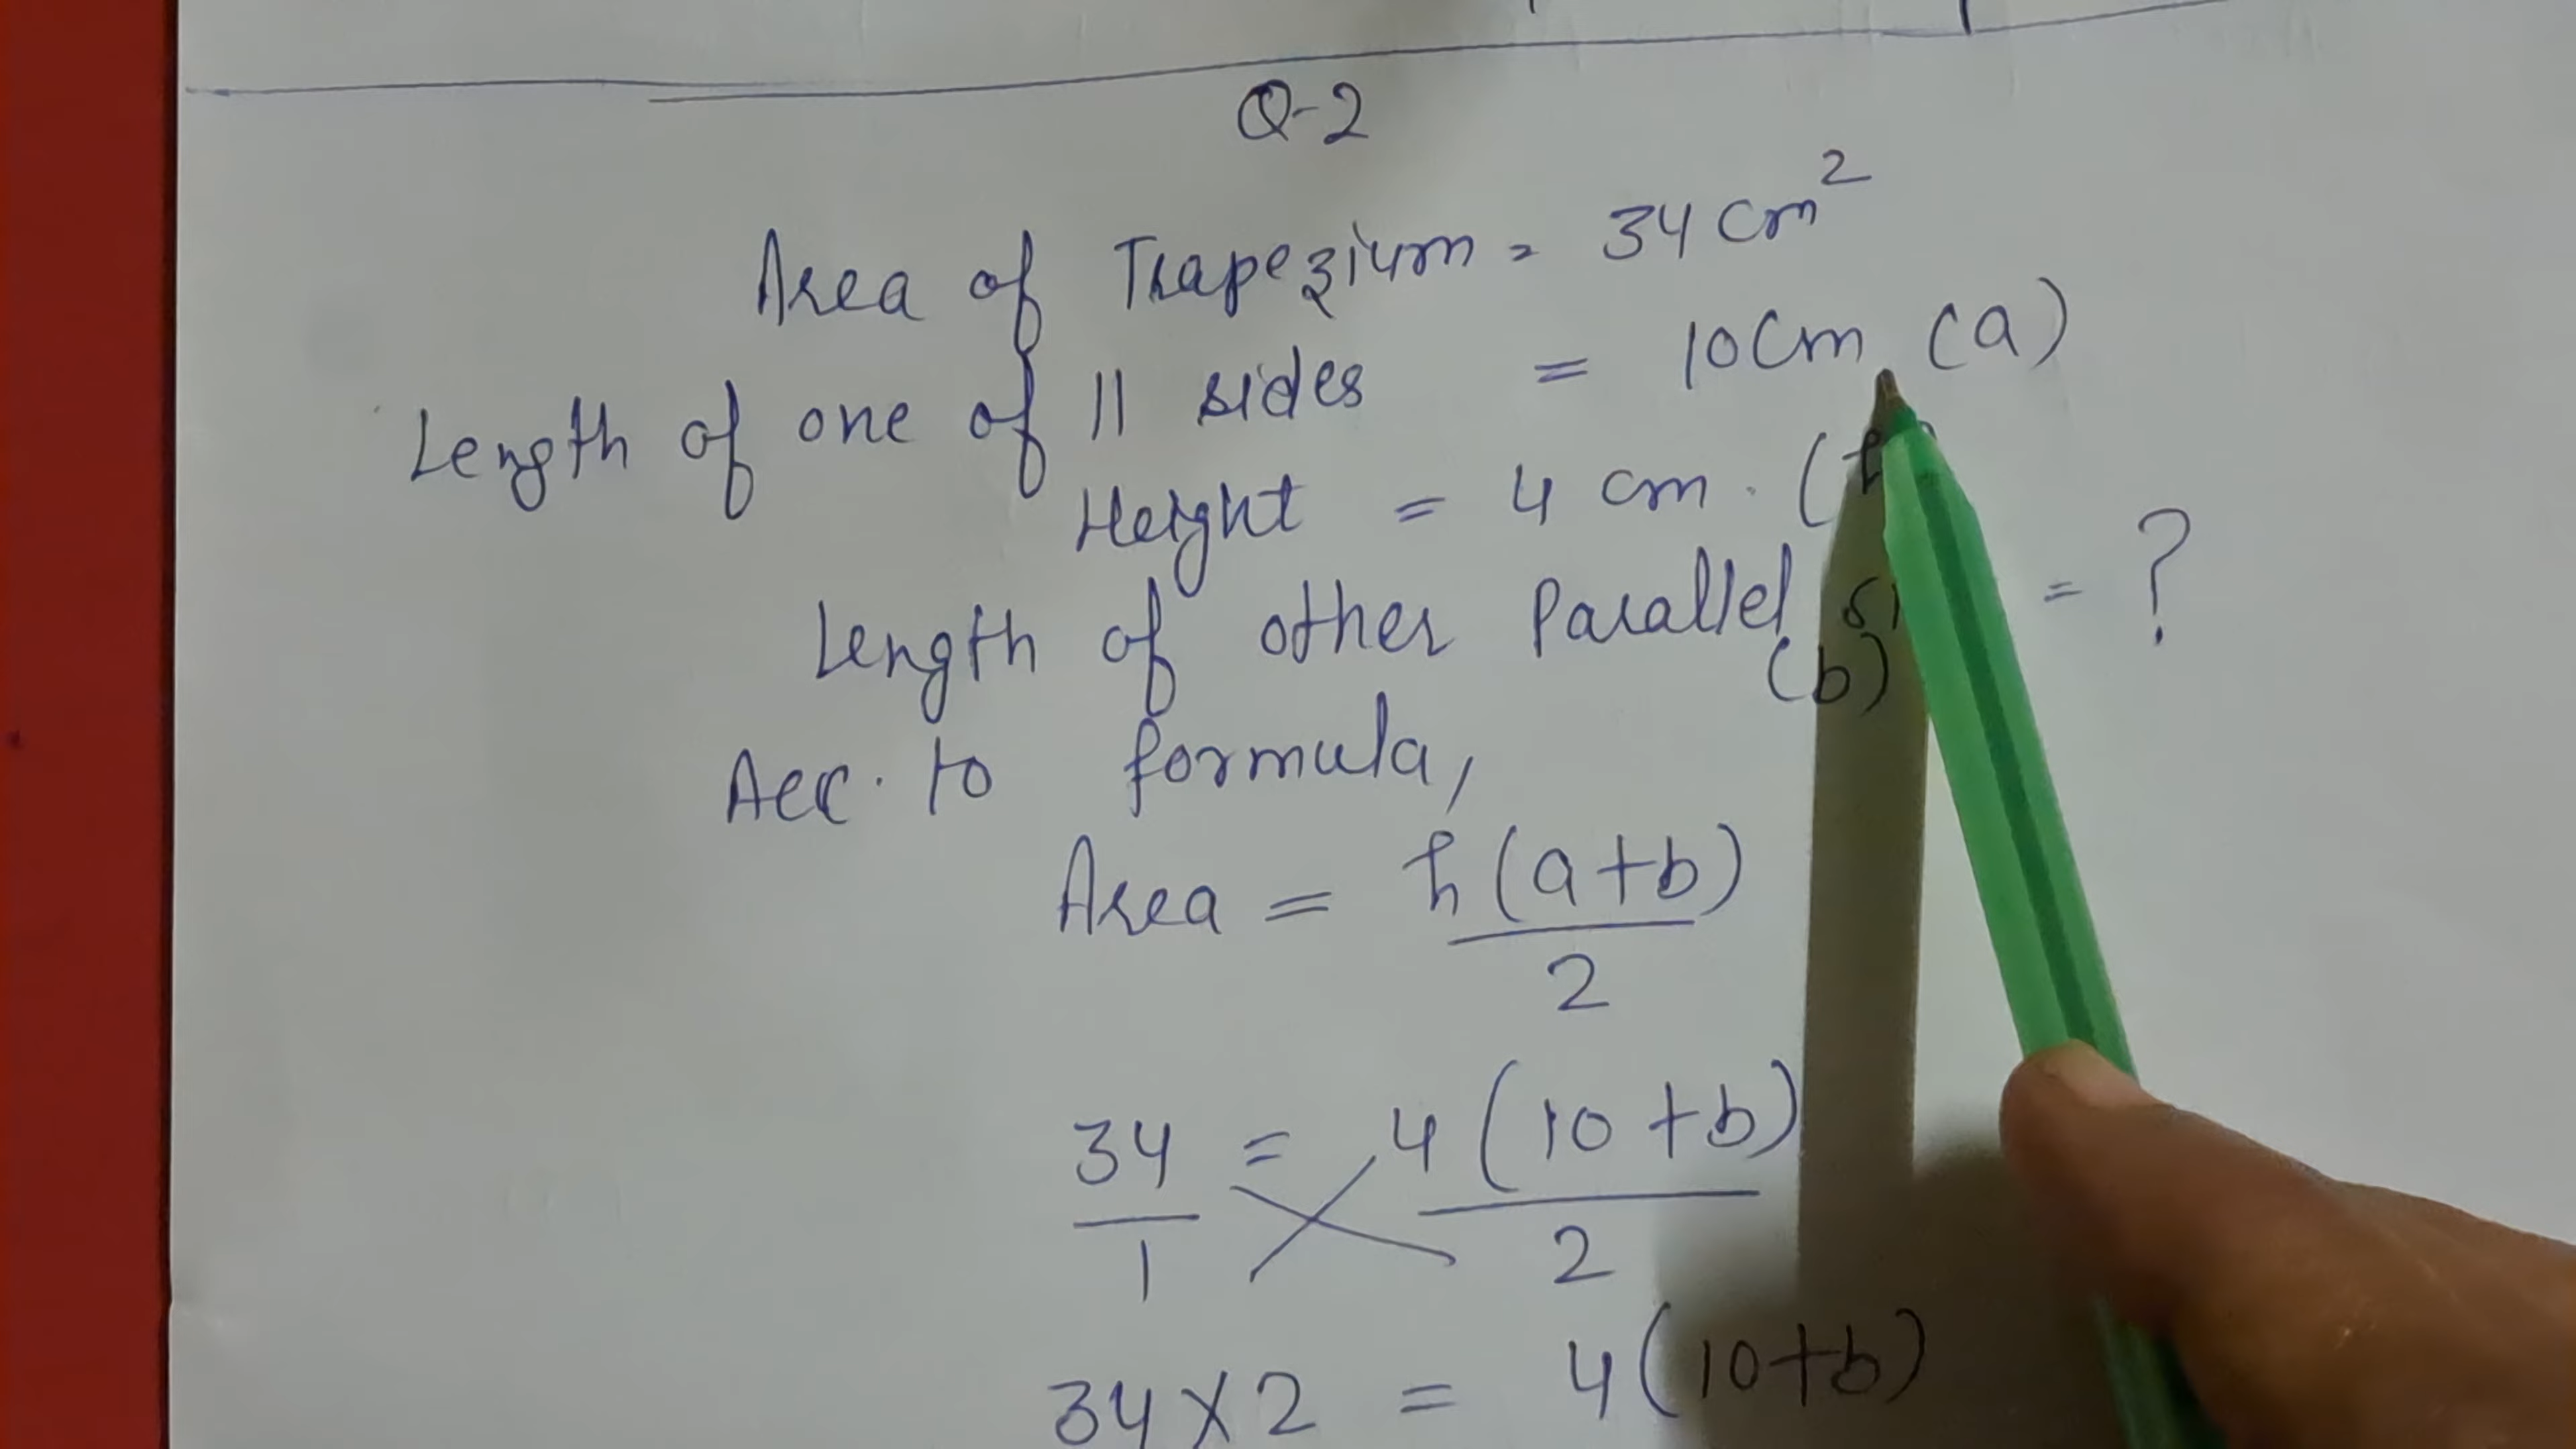 Q-2
Area of Trapezium = 34 cm²
Length of one of || sides = 10cm (a)
Height = 4 cm. (h
Length of other Parallel si = ?
(b)
Acc. to formula,
Area = h(a+b)
2
34 = 4(10+b)
1 2
34×2 = 4(10+b)